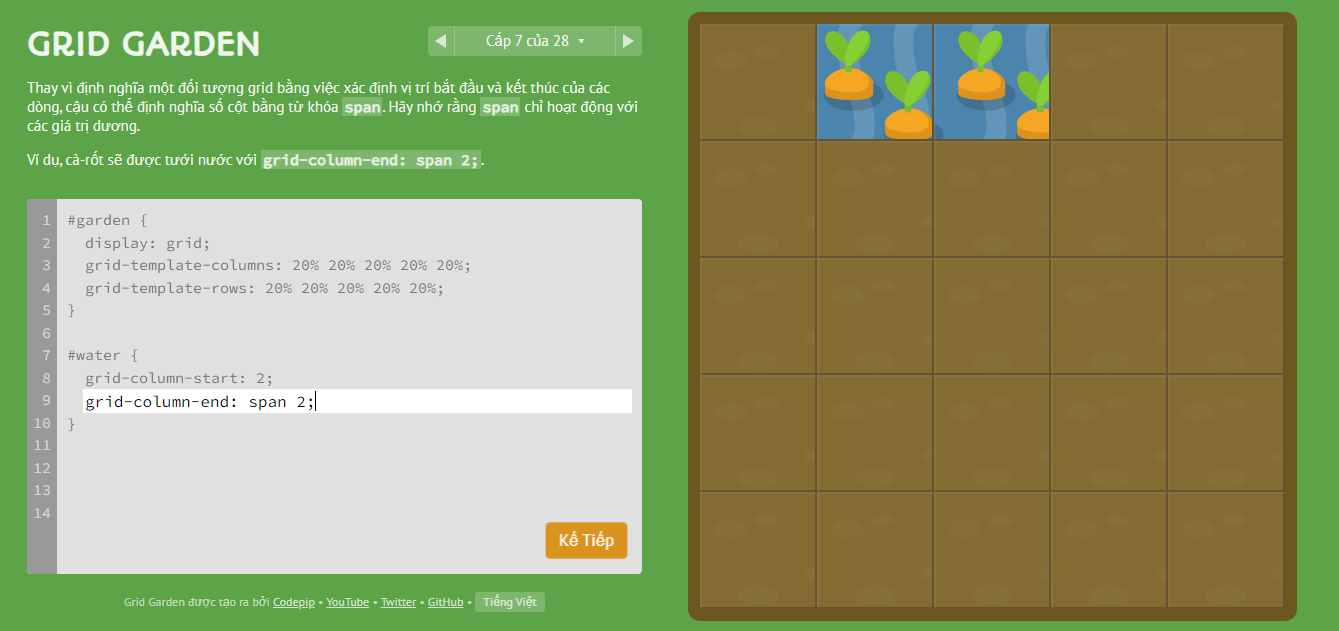 GRID GARDEN
Cấp 7 của 28
Thay vì định nghĩa một đối tượng grid bằng việc xác định vị trí bắt đầu và kết thúc của các
dòng, cậu có thể định nghĩa số cột bằng từ khóa span. Hãy nhớ rằng span chỉ hoạt động với
các giá trị dương.
Ví dụ, cà-rốt sẽ được tưới nước với grid-column-end: span 2;.
1 #garden {
2 display: grid;
3 grid-template-columns: 20% 20% 20% 20% 20%;
4 grid-template-rows: 20% 20% 20% 20% 20%;
5 }
6
7 #water {
8 grid-column-start: 2;
9 grid-column-end: span 2;
10 }
11
12
13
14
Kế Tiếp
Grid Garden được tạo ra bởi Codepip • YouTube • Twitter • GitHub • Tiếng Việt